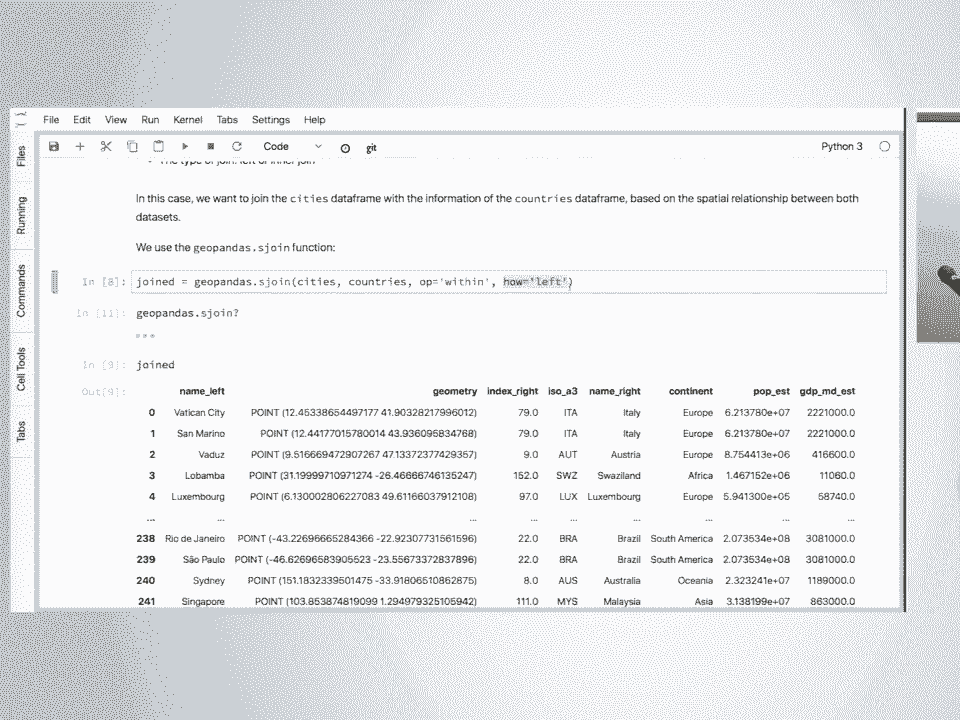 File Edit View Run Kernel Tabs Settings Help
Code git Python 3
Files
Running
Commands
Cell Tools
Tabs
The type of join: left or inner join
In this case, we want to join the cities dataframe with the information of the countries dataframe, based on the spatial relationship between both
datasets.
We use the geopandas.sjoin function:
In [8]: joined = geopandas.sjoin(cities, countries, op='within', how='left')
In [11]: geopandas.sjoin?
In [9]: joined
Out[9]: name_left geometry index_right iso_a3 name_right continent pop_est gdp_md_est
0 Vatican City POINT (12.45338654497177 41.90328217996012) 79.0 ITA Italy Europe 6.213780e+07 2221000.0
1 San Marino POINT (12.44177015780014 43.936095834768) 79.0 ITA Italy Europe 6.213780e+07 2221000.0
2 Vaduz POINT (9.516669472907267 47.13372377429357) 9.0 AUT Austria Europe 8.754413e+06 416600.0
3 Lobamba POINT (31.19999710971274 -26.46666746135247) 152.0 SWZ Swaziland Africa 1.467152e+06 11060.0
4 Luxembourg POINT (6.130002806227083 49.61166037912108) 97.0 LUX Luxembourg Europe 5.941300e+05 58740.0
... ... ... ... ... ... ... ... ...
238 Rio de Janeiro POINT (-43.22696665284366 -22.92307731561596) 22.0 BRA Brazil South America 2.073534e+08 3081000.0
239 São Paulo POINT (-46.62696583905523 -23.55673372837896) 22.0 BRA Brazil South America 2.073534e+08 3081000.0
240 Sydney POINT (151.1832339501475 -33.91806510862875) 8.0 AUS Australia Oceania 2.323241e+07 1189000.0
241 Singapore POINT (103.853874819099 1.294979325105942) 111.0 MYS Malaysia Asia 3.138199e+07 863000.0